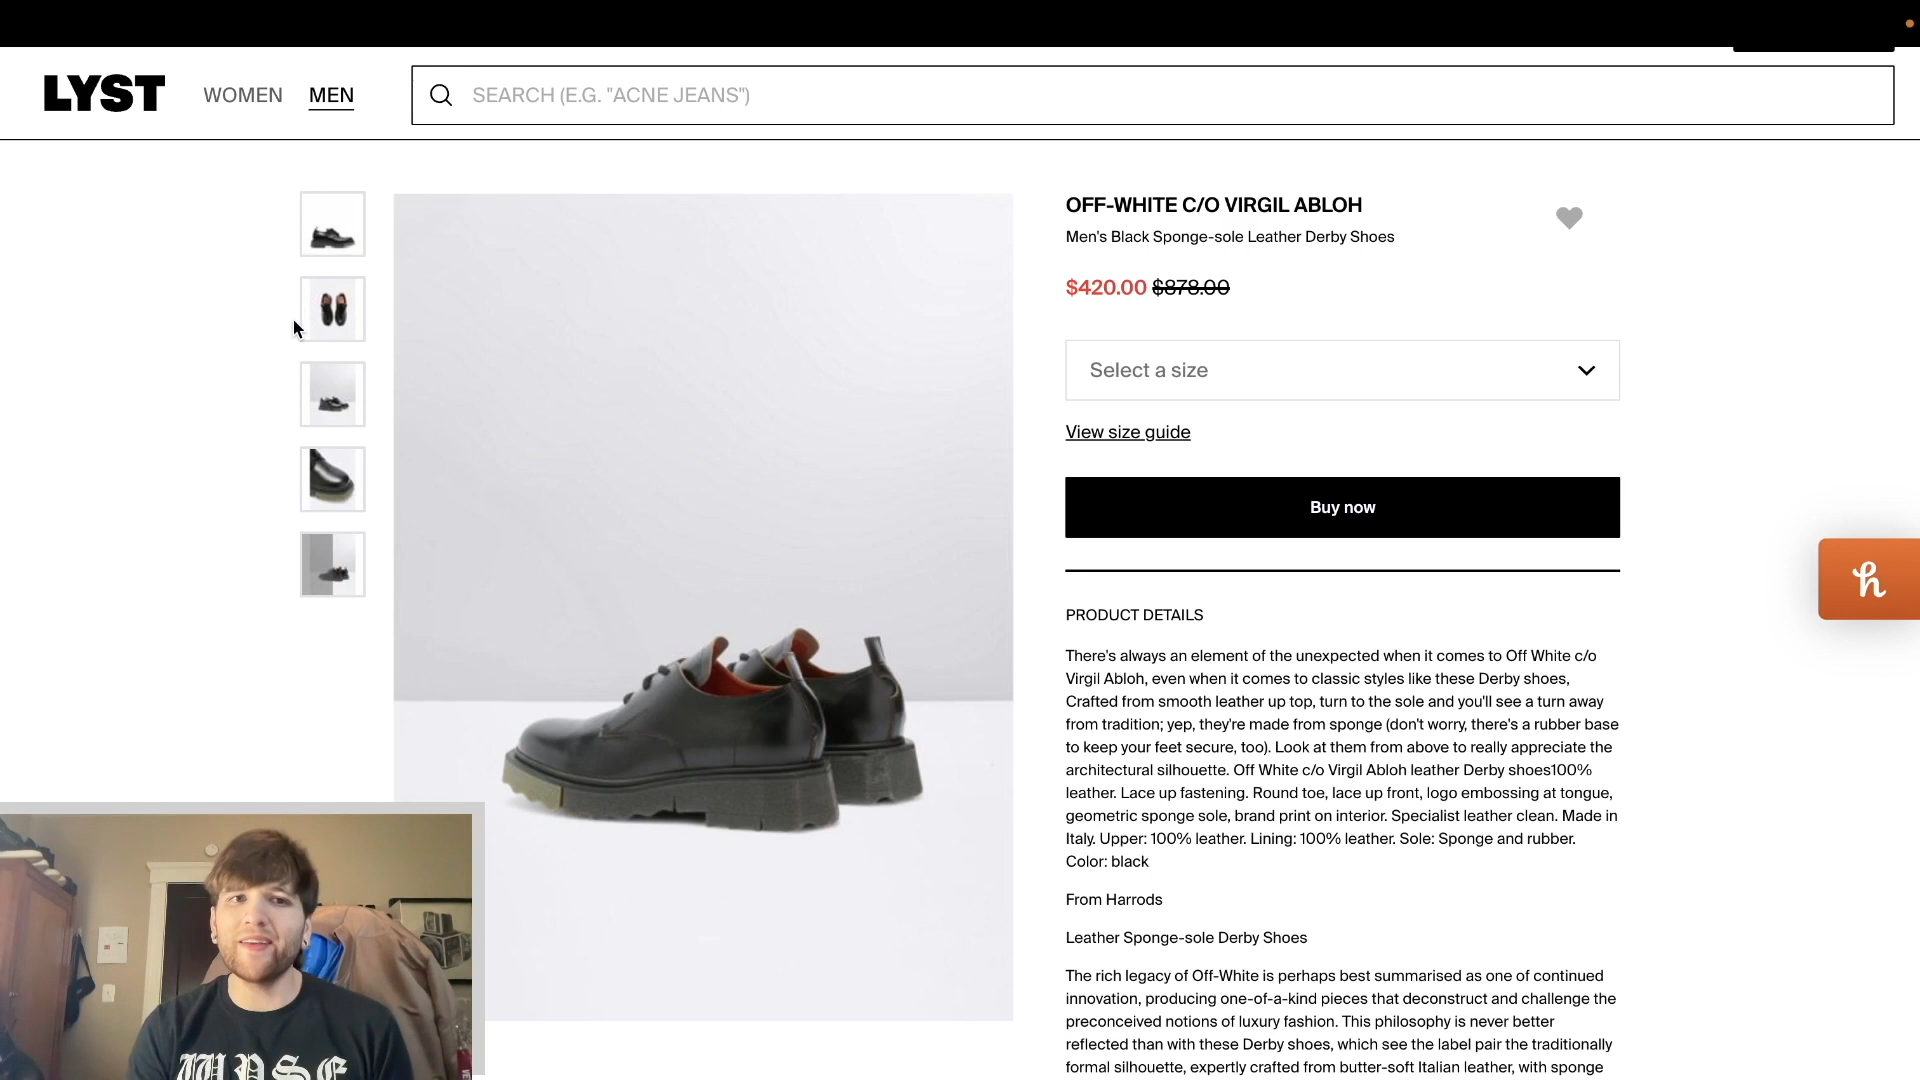 LYST
WOMEN
MEN
SEARCH (E.G. "ACNE JEANS")
OFF-WHITE C/O VIRGIL ABLOH
Men's Black Sponge-sole Leather Derby Shoes
$420.00 $878.00
Select a size
View size guide
Buy now
h
PRODUCT DETAILS
There's always an element of the unexpected when it comes to Off White c/o
Virgil Abloh, even when it comes to classic styles like these Derby shoes,
Crafted from smooth leather up top, turn to the sole and you'll see a turn away
from tradition; yep, they're made from sponge (don't worry, there's a rubber base
to keep your feet secure, too). Look at them from above to really appreciate the
architectural silhouette. Off White c/o Virgil Abloh leather Derby shoes100%
leather. Lace up fastening. Round toe, lace up front, logo embossing at tongue,
geometric sponge sole, brand print on interior. Specialist leather clean. Made in
Italy. Upper: 100% leather. Lining: 100% leather. Sole: Sponge and rubber.
Color: black
From Harrods
Leather Sponge-sole Derby Shoes
The rich legacy of Off-White is perhaps best summarised as one of continued
innovation, producing one-of-a-kind pieces that deconstruct and challenge the
preconceived notions of luxury fashion. This philosophy is never better
reflected than with these Derby shoes, which see the label pair the traditionally
formal silhouette, expertly crafted from butter-soft Italian leather, with sponge